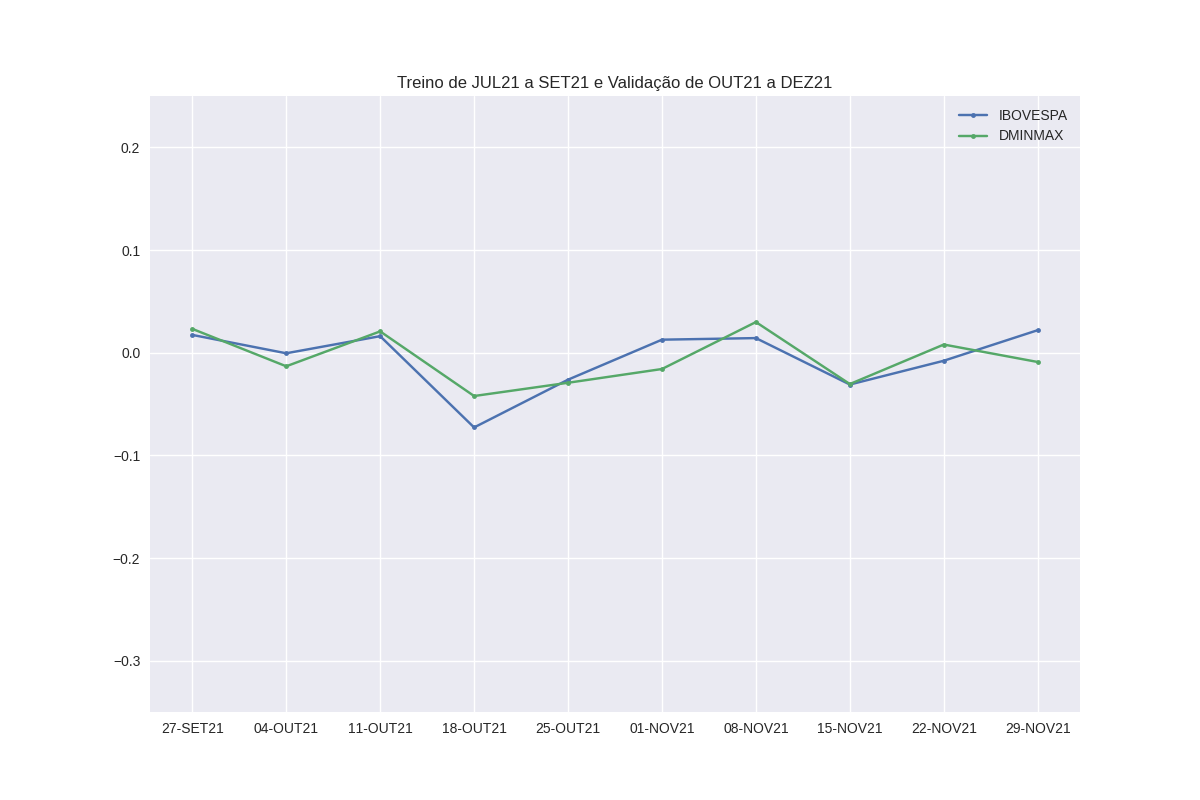 Treino de JUL21 a SET21 e Validação de OUT21 a DEZ21
IBOVESPA
DMINMAX
0.2
0.1
0.0
−0.1
−0.2
−0.3
27-SET21 04-OUT21 11-OUT21 18-OUT21 25-OUT21 01-NOV21 08-NOV21 15-NOV21 22-NOV21 29-NOV21